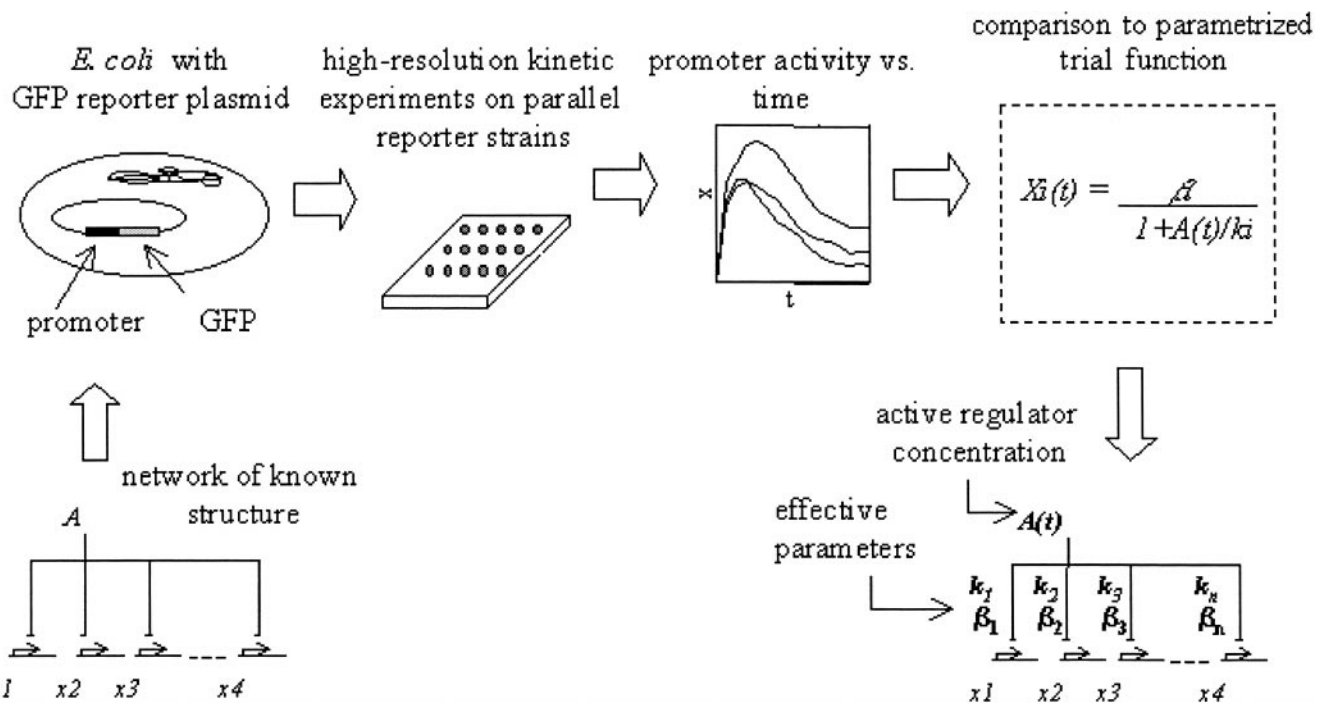 E. coli with
GFP reporter plasmid
promoter
GFP
high-resolution kinetic
experiments on parallel
reporter strains
promoter activity vs.
time
x
t
comparison to parametrized
trial function
Xi(t) =
1+A(t)/ki
network of known
structure
A
1 x2 x3 x4
active regulator
concentration
effective
parameters
A(t)
k1 k2 k3 kn
β1 β2 β3 βn
x1 x2 x3 x4